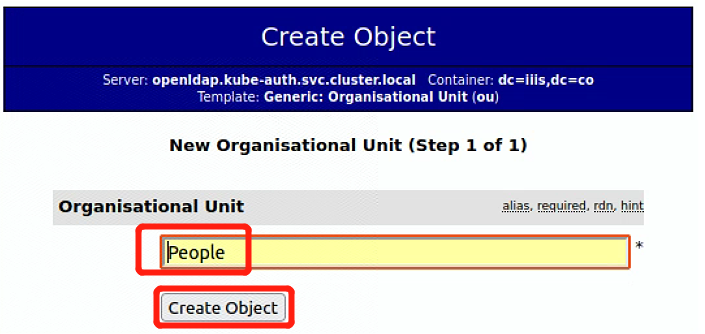 Create Object
Server: openldap.kube-auth.svc.cluster.local Container: dc=iiis,dc=co
Template: Generic: Organisational Unit (ou)
New Organisational Unit (Step 1 of 1)
Organisational Unit alias, required, rdn, hint
People *
Create Object